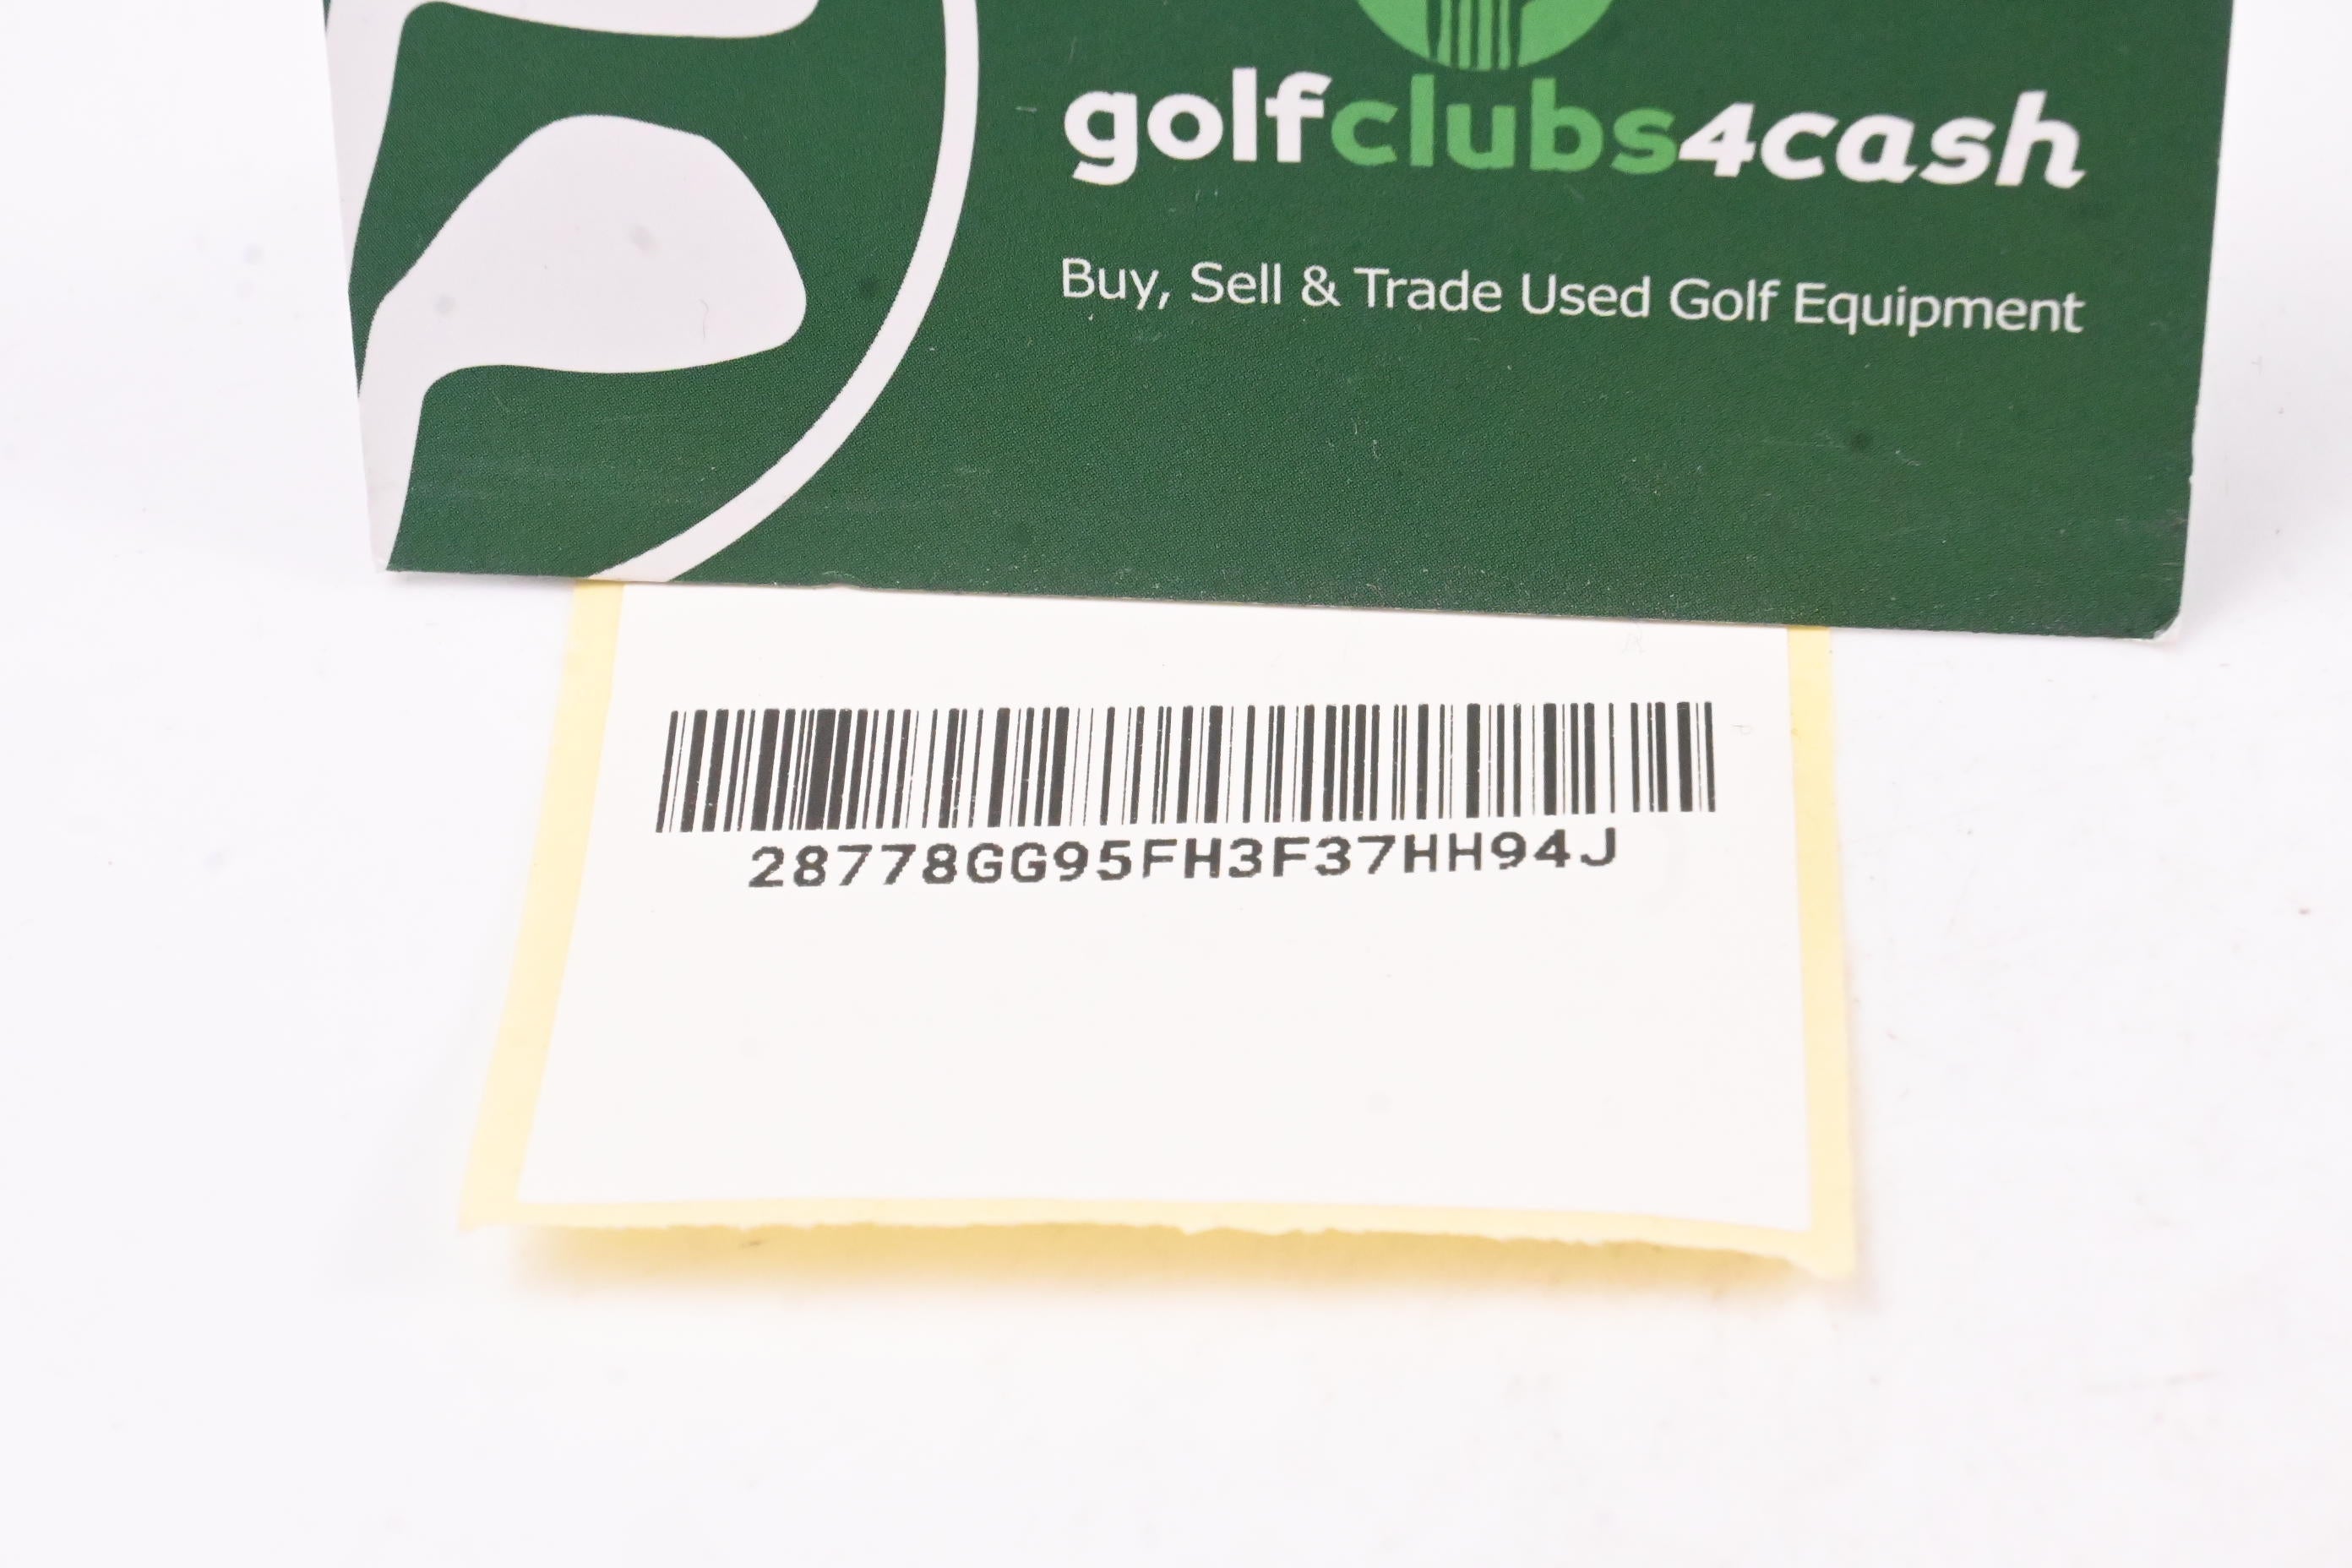 golfclubs4cash
Buy, Sell & Trade Used Golf Equipment
28778GG95FH3F37HH94J